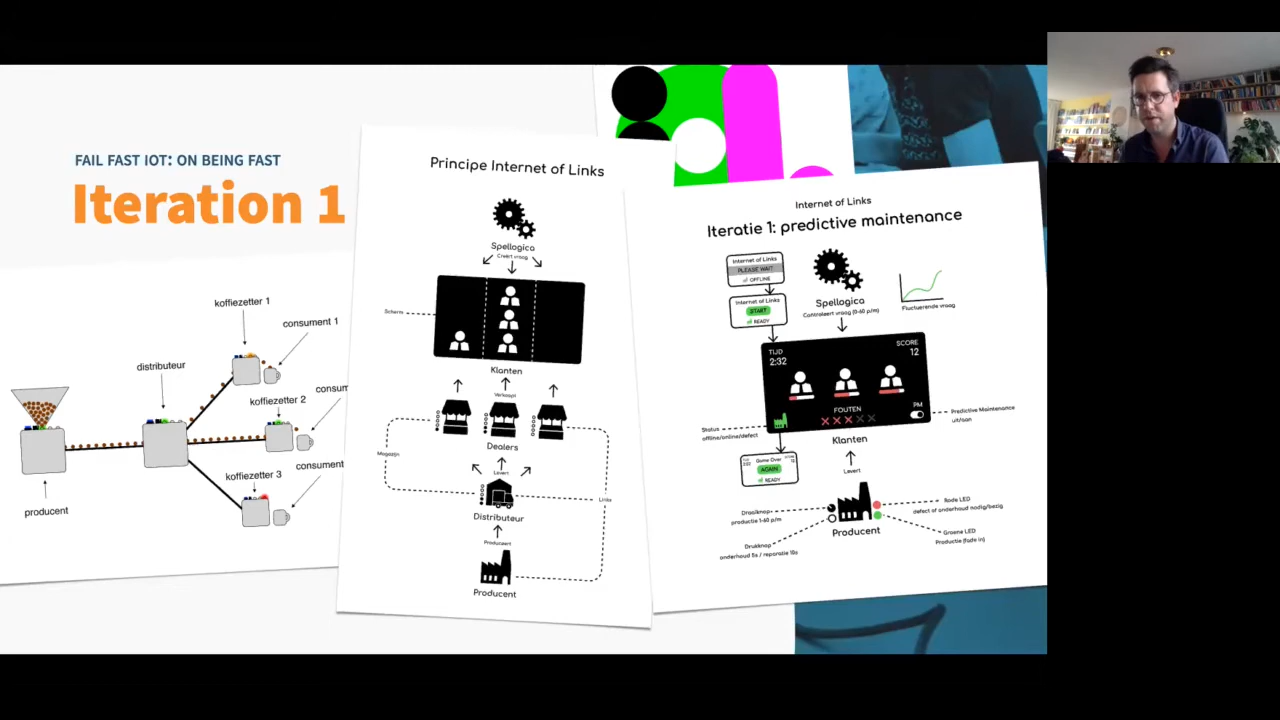 FAIL FAST IOT: ON BEING FAST
Iteration 1
koffiezetter 1
consument 1
distributeur
koffiezetter 2
koffiezetter 3
consument
producent
Principe Internet of Links
Spellogica
Creëert vraag
Scherm
Klanten
Verkoopt
Dealers
Magazijn
Levert
Links
Distributeur
Produceert
Producent
Internet of Links
Iteratie 1: predictive maintenance
Internet of Links
PLEASE WAIT
OFFLINE
Internet of Links
START
READY
Spellogica
Controleert vraag (0-60 p/m)
Fluctuerende vraag
TIJD
2:32
SCORE
12
FOUTEN
PM
Predictive Maintenance
uit/aan
Status
offline/online/defect
Klanten
Game Over
AGAIN
READY
Levert
Draaiknop
productie 1-60 p/m
Drukknop
onderhoud 5s / reparatie 10s
Producent
Rode LED
defect of onderhoud nodig/bezig
Groene LED
Productie (fade in)